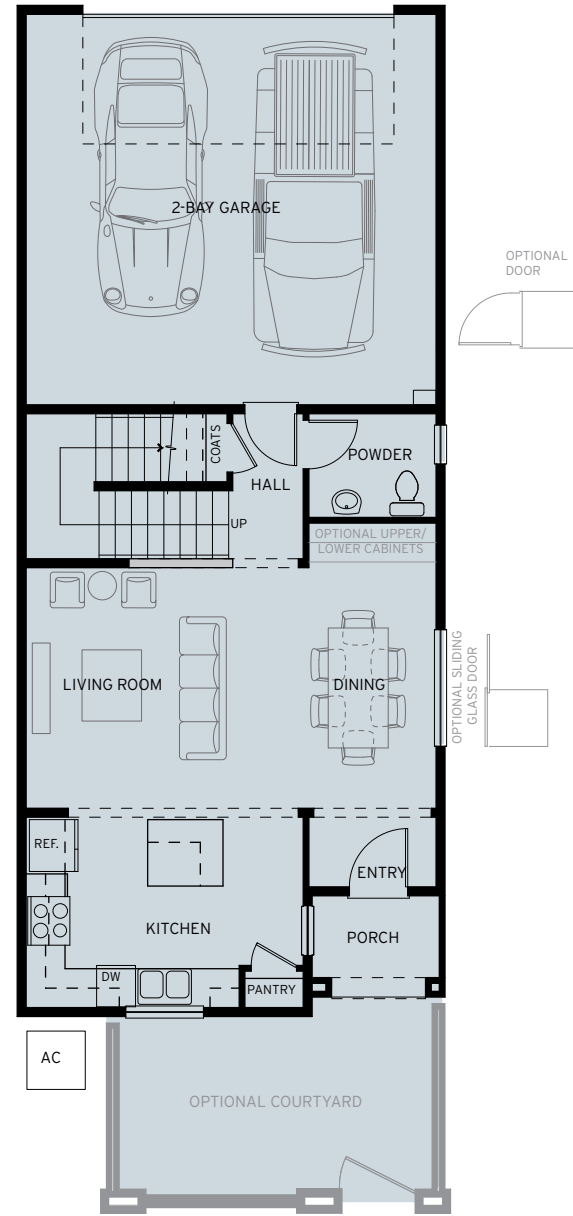 2-BAY GARAGE
OPTIONAL
DOOR
COATS
POWDER
HALL
UP
OPTIONAL UPPER/
LOWER CABINETS
LIVING ROOM
DINING
OPTIONAL SLIDING
GLASS DOOR
REF.
ENTRY
KITCHEN
PORCH
DW
PANTRY
AC
OPTIONAL COURTYARD